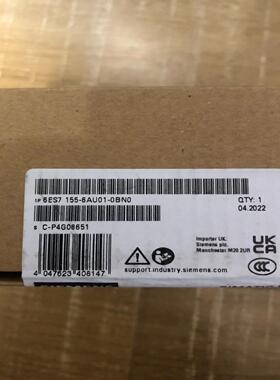 1P 6ES7 155-6AU01-0BN0
QTY: 1
04.2022
S C-P4G08651
Importer UK:
Siemens plc.
Manchester M20 2UR
UK
CA
CCC
support.industry.siemens.com
4 047623 408147